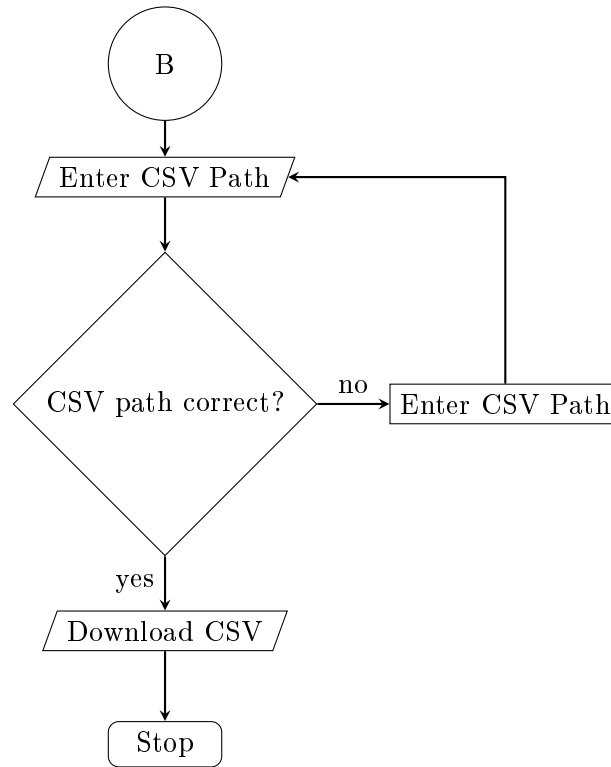 B
Enter CSV Path
CSV path correct?
no
Enter CSV Path
yes
Download CSV
Stop